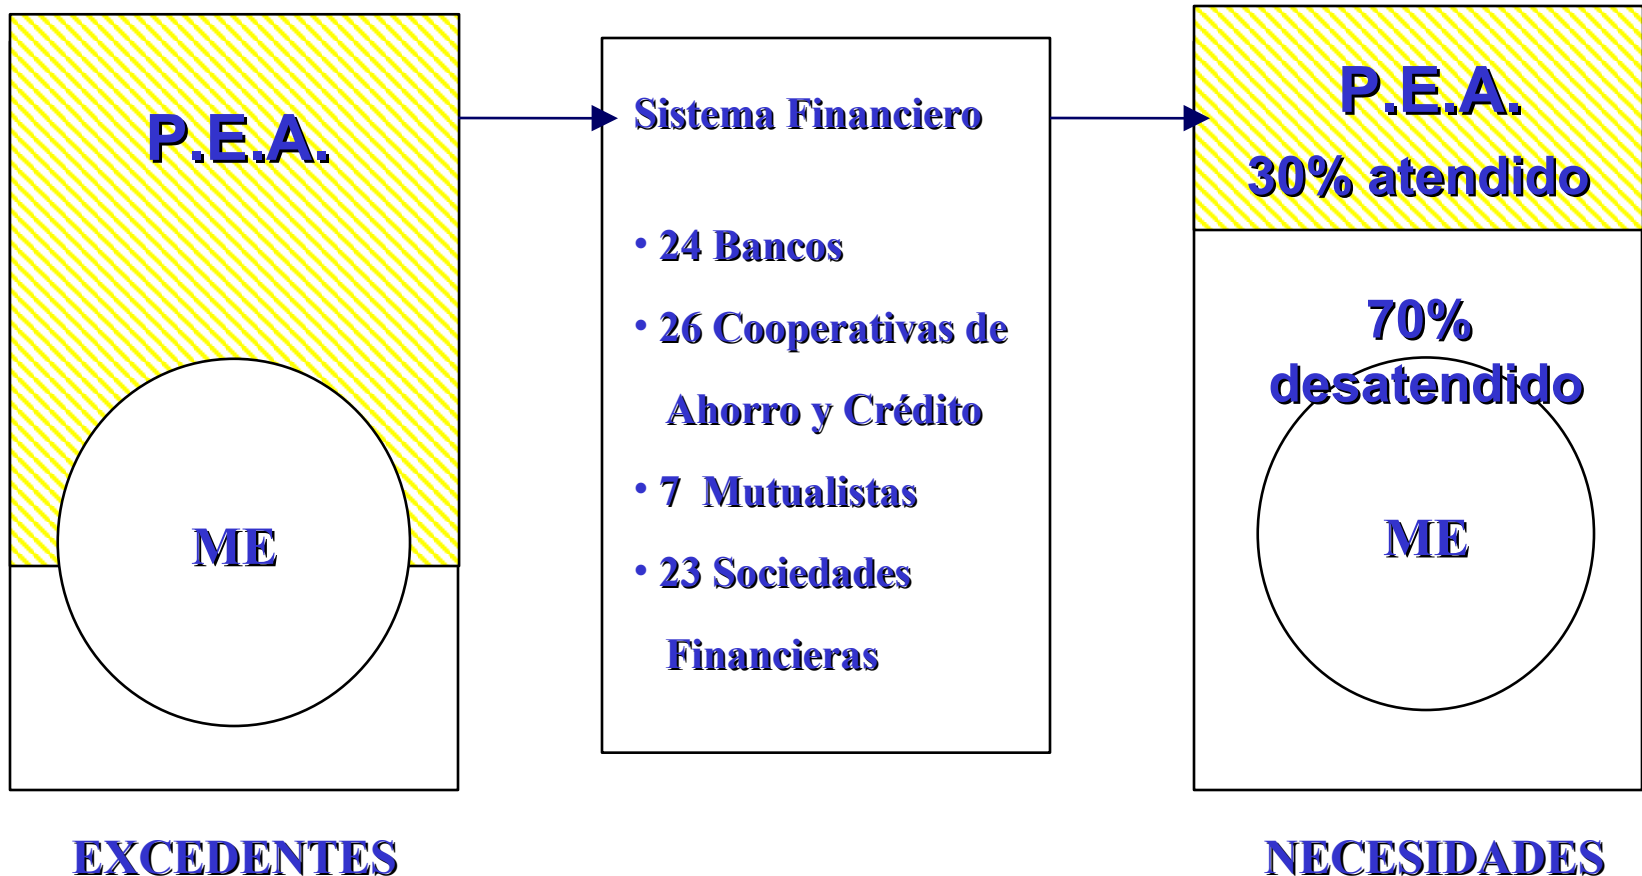 P.E.A.
ME
EXCEDENTES
Sistema Financiero
• 24 Bancos
• 26 Cooperativas de
Ahorro y Crédito
• 7 Mutualistas
• 23 Sociedades
Financieras
P.E.A.
30% atendido
70%
desatendido
ME
NECESIDADES